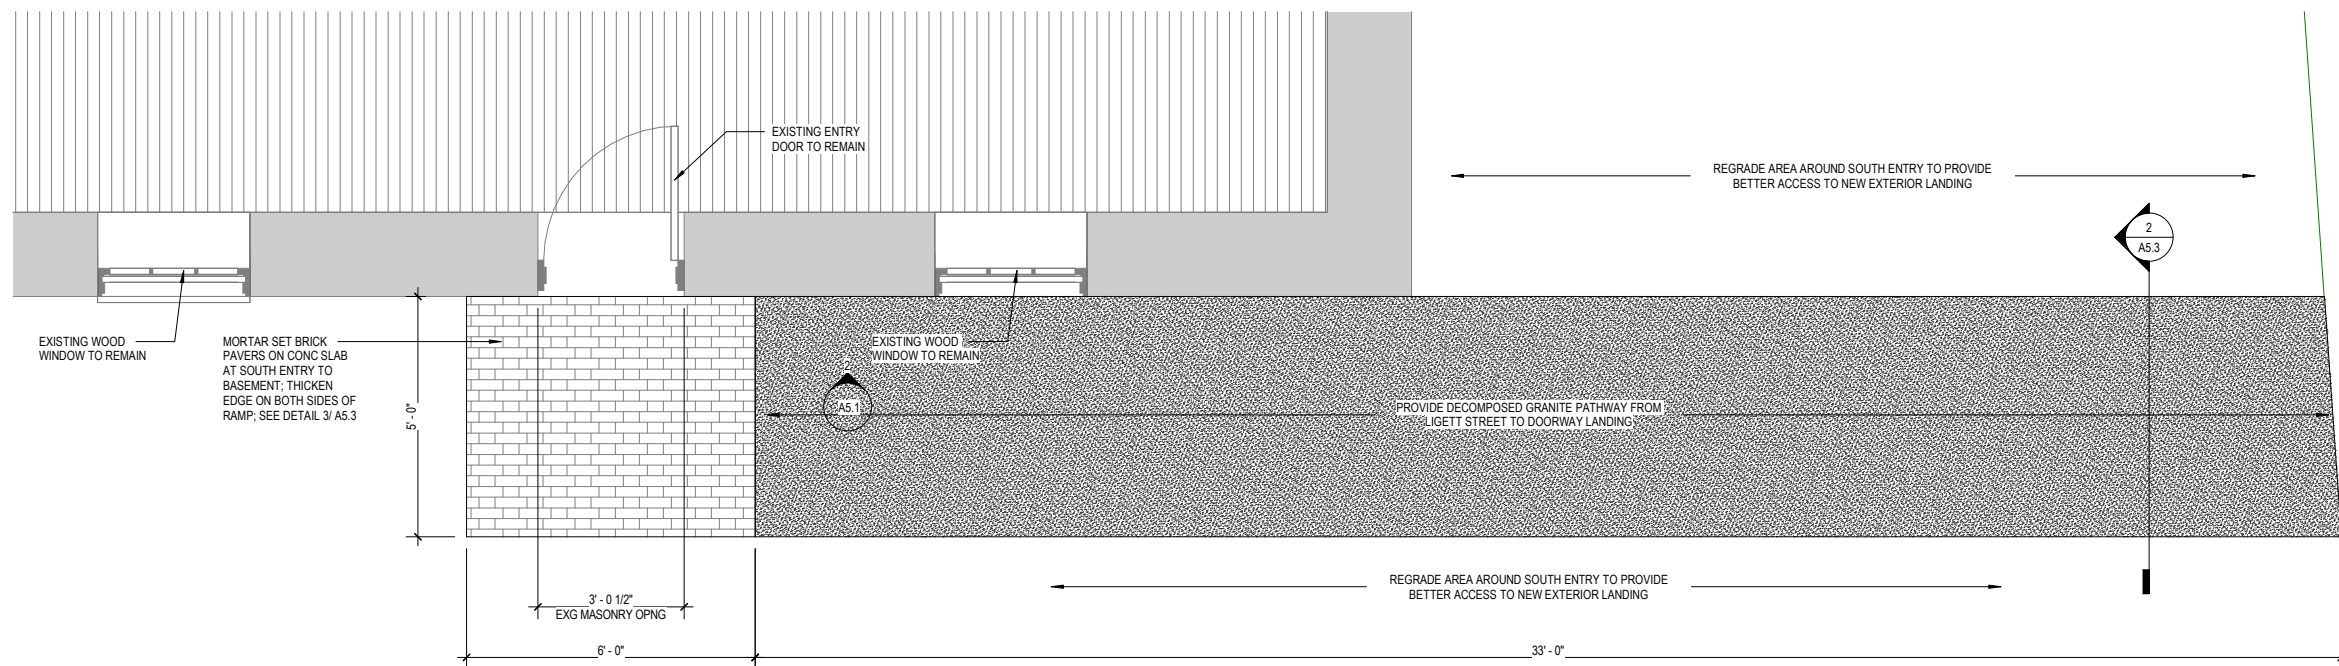 EXISTING ENTRY
DOOR TO REMAIN
REGRADE AREA AROUND SOUTH ENTRY TO PROVIDE
BETTER ACCESS TO NEW EXTERIOR LANDING
2
A5.3
EXISTING WOOD
WINDOW TO REMAIN
MORTAR SET BRICK
PAVERS ON CONC SLAB
AT SOUTH ENTRY TO
BASEMENT; THICKEN
EDGE ON BOTH SIDES OF
RAMP; SEE DETAIL 3/ A5.3
5' - 0"
EXISTING WOOD
WINDOW TO REMAIN
2
A5.1
PROVIDE DECOMPOSED GRANITE PATHWAY FROM
LIGETT STREET TO DOORWAY LANDING
3' - 0 1/2"
EXG MASONRY OPNG
REGRADE AREA AROUND SOUTH ENTRY TO PROVIDE
BETTER ACCESS TO NEW EXTERIOR LANDING
6' - 0"
33' - 0"